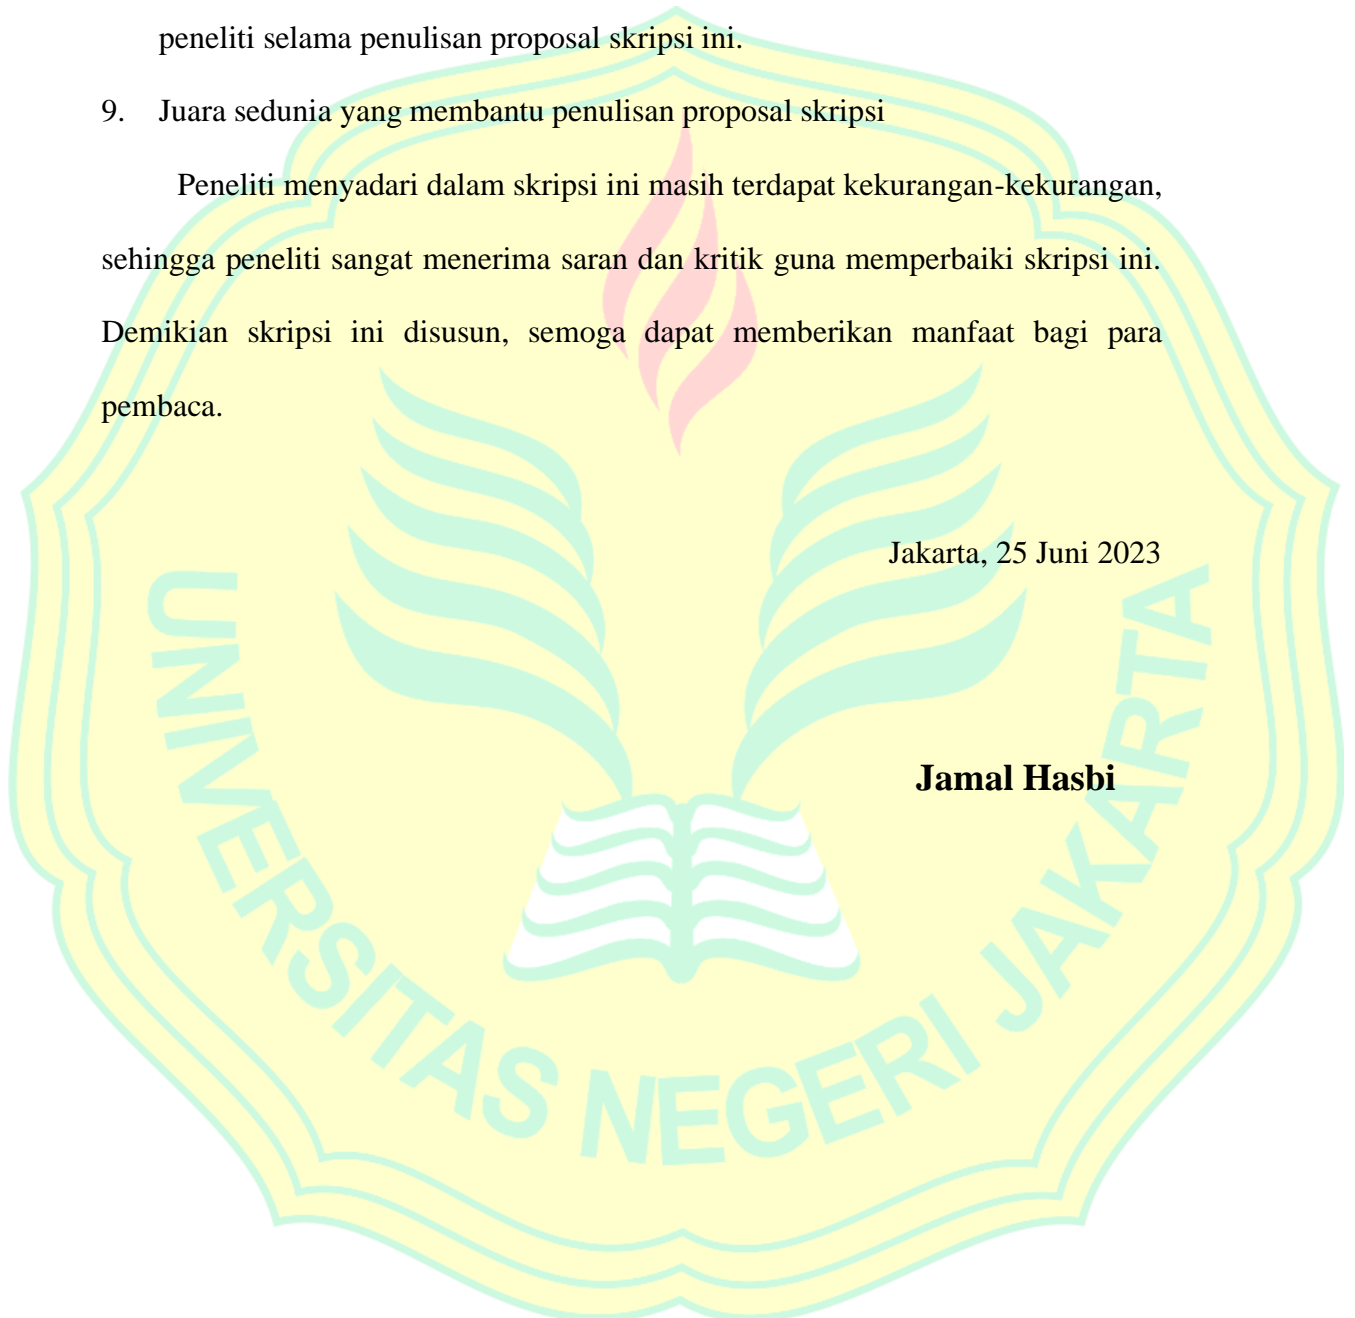 peneliti selama penulisan proposal skripsi ini.
9. Juara sedunia yang membantu penulisan proposal skripsi
Peneliti menyadari dalam skripsi ini masih terdapat kekurangan-kekurangan,
sehingga peneliti sangat menerima saran dan kritik guna memperbaiki skripsi ini.
Demikian skripsi ini disusun, semoga dapat memberikan manfaat bagi para
pembaca.
Jakarta, 25 Juni 2023
Jamal Hasbi
UNIVERSITAS NEGERI JAKARTA